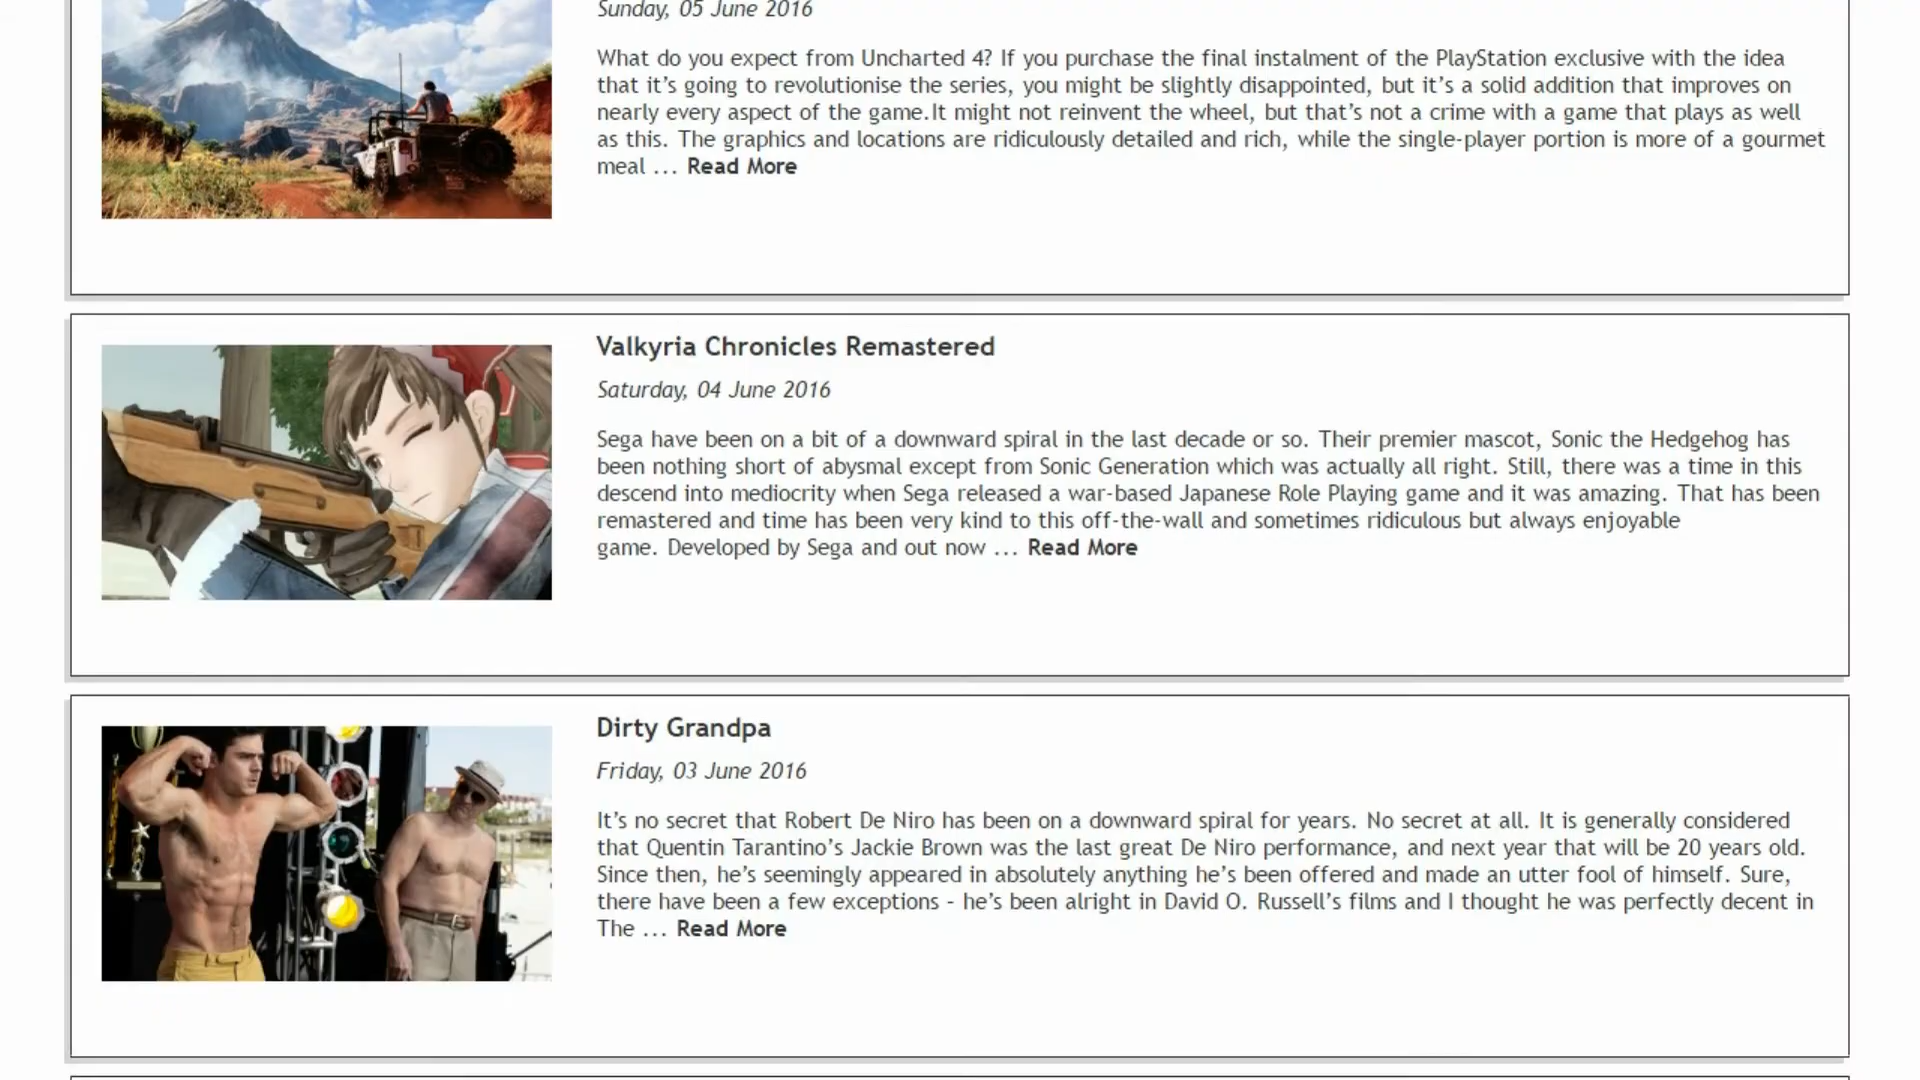 Sunday, 05 June 2016
What do you expect from Uncharted 4? If you purchase the final instalment of the PlayStation exclusive with the idea
that it’s going to revolutionise the series, you might be slightly disappointed, but it’s a solid addition that improves on
nearly every aspect of the game.It might not reinvent the wheel, but that’s not a crime with a game that plays as well
as this. The graphics and locations are ridiculously detailed and rich, while the single-player portion is more of a gourmet
meal ... Read More
Valkyria Chronicles Remastered
Saturday, 04 June 2016
Sega have been on a bit of a downward spiral in the last decade or so. Their premier mascot, Sonic the Hedgehog has
been nothing short of abysmal except from Sonic Generation which was actually all right. Still, there was a time in this
descend into mediocrity when Sega released a war-based Japanese Role Playing game and it was amazing. That has been
remastered and time has been very kind to this off-the-wall and sometimes ridiculous but always enjoyable
game. Developed by Sega and out now ... Read More
Dirty Grandpa
Friday, 03 June 2016
It’s no secret that Robert De Niro has been on a downward spiral for years. No secret at all. It is generally considered
that Quentin Tarantino’s Jackie Brown was the last great De Niro performance, and next year that will be 20 years old.
Since then, he’s seemingly appeared in absolutely anything he’s been offered and made an utter fool of himself. Sure,
there have been a few exceptions - he’s been alright in David O. Russell’s films and I thought he was perfectly decent in
The ... Read More